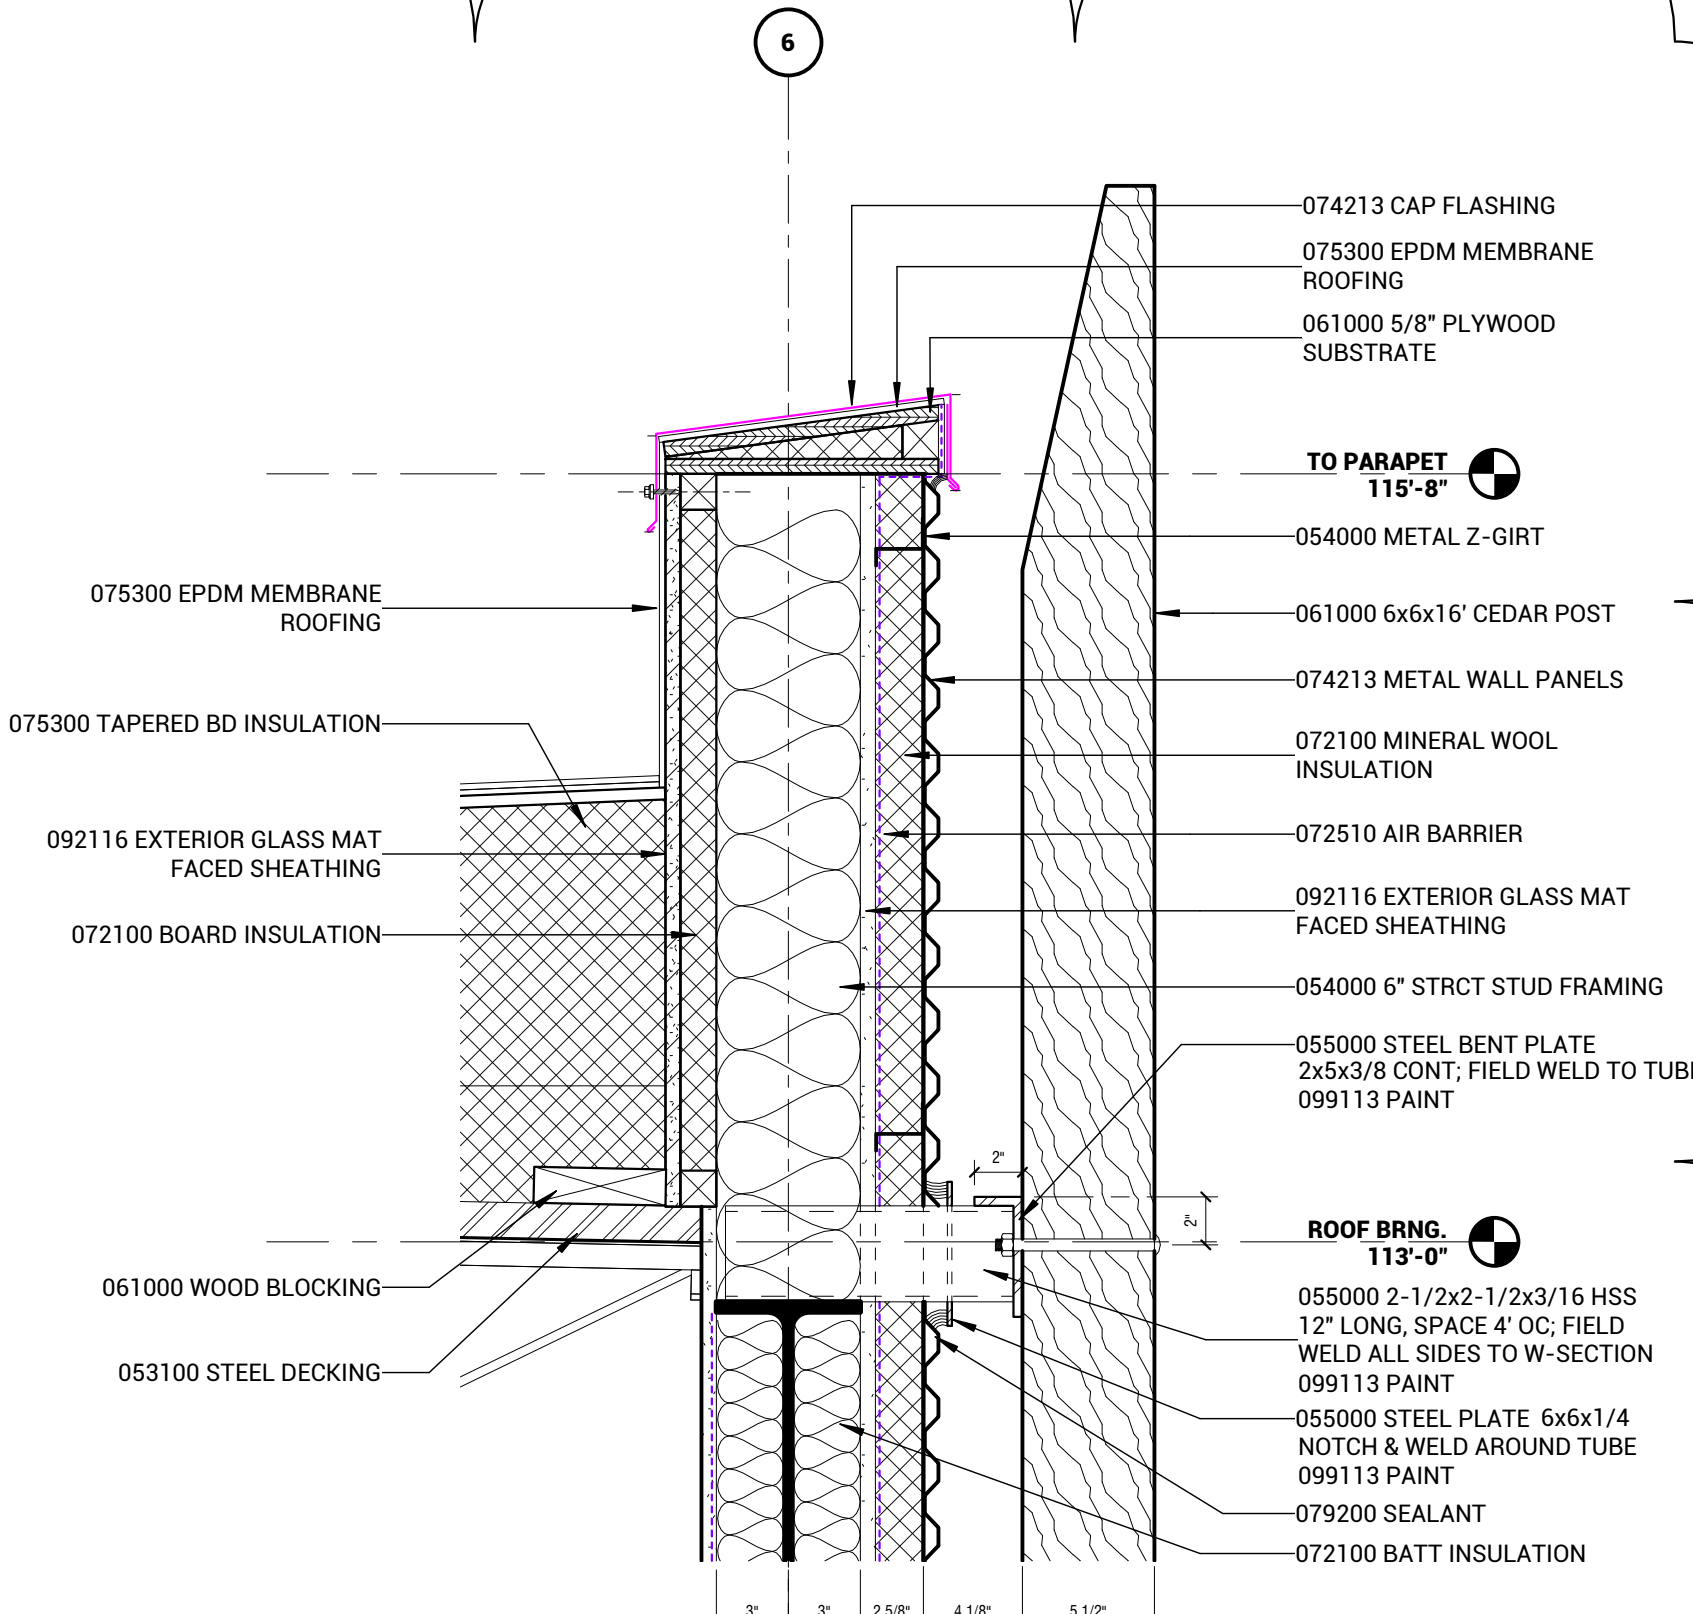 6
074213 CAP FLASHING
075300 EPDM MEMBRANE
ROOFING
061000 5/8" PLYWOOD
SUBSTRATE
TO PARAPET
115'-8"
054000 METAL Z-GIRT
075300 EPDM MEMBRANE
ROOFING
061000 6x6x16' CEDAR POST
074213 METAL WALL PANELS
075300 TAPERED BD INSULATION
072100 MINERAL WOOL
INSULATION
092116 EXTERIOR GLASS MAT
FACED SHEATHING
072510 AIR BARRIER
072100 BOARD INSULATION
092116 EXTERIOR GLASS MAT
FACED SHEATHING
054000 6" STRCT STUD FRAMING
055000 STEEL BENT PLATE
2x5x3/8 CONT; FIELD WELD TO TUBE
099113 PAINT
2"
2"
ROOF BRNG.
113'-0"
061000 WOOD BLOCKING
055000 2-1/2x2-1/2x3/16 HSS
12" LONG, SPACE 4' OC; FIELD
WELD ALL SIDES TO W-SECTION
099113 PAINT
053100 STEEL DECKING
055000 STEEL PLATE 6x6x1/4
NOTCH & WELD AROUND TUBE
099113 PAINT
079200 SEALANT
072100 BATT INSULATION
3" 3" 2 5/8" 4 1/8" 5 1/2"